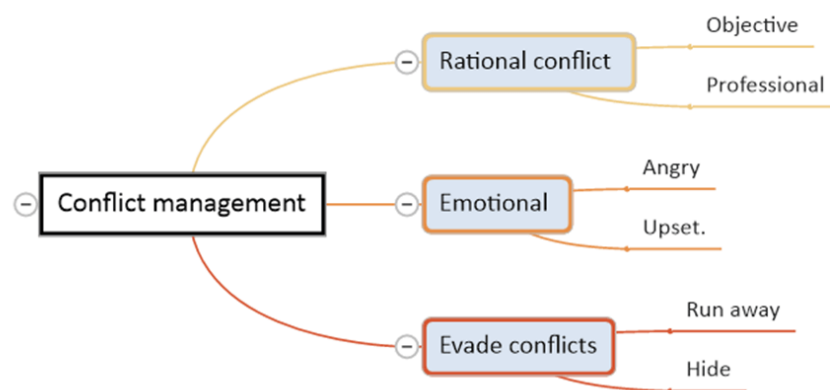 Objective
Rational conflict
Professional
Angry
Conflict management
Emotional
Upset.
Run away
Evade conflicts
Hide